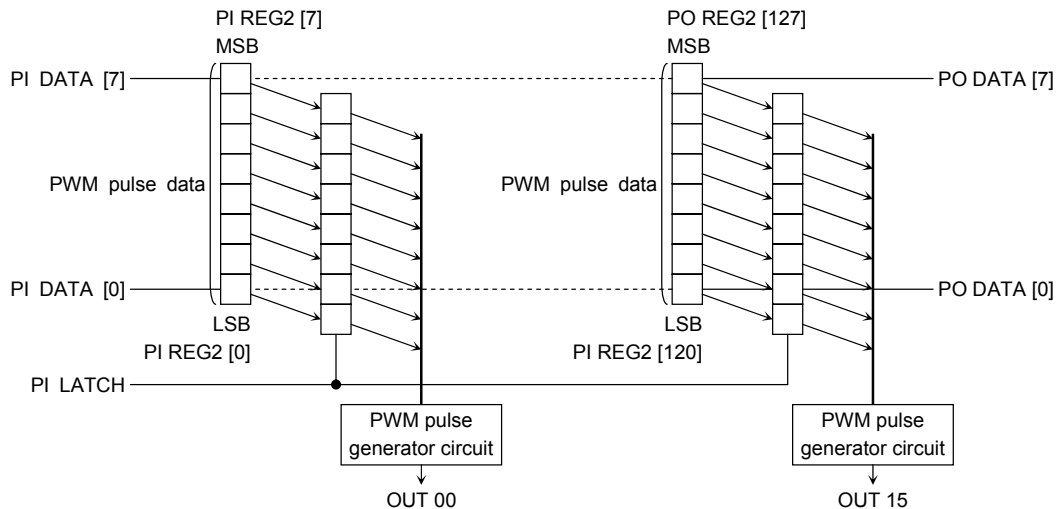 PI REG2 [7]
PO REG2 [127]
MSB
MSB
PI DATA [7]
PO DATA [7]
PWM pulse data
PWM pulse data
PI DATA [0]
PO DATA [0]
LSB
LSB
PI REG2 [0]
PI REG2 [120]
PI LATCH
PWM pulse
generator circuit
PWM pulse
generator circuit
OUT 00
OUT 15